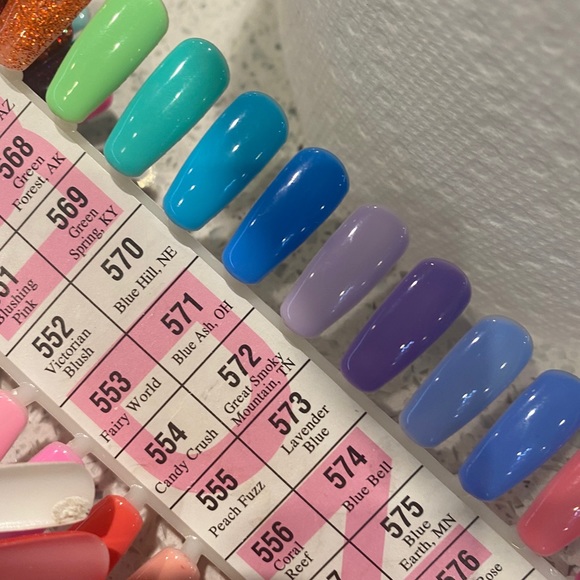 AZ
568
Green
Forest, AK
569
Green
Spring, KY
570
Blue Hill, NE
571
Blue Ash, OH
572
Great Smoky
Mountain, TN
573
Lavender
Blue
574
Blue Bell
575
Blue
Earth, MN
576
Blushing
Pink
552
Victorian
Blush
553
Fairy World
554
Candy Crush
555
Peach Fuzz
556
Coral
Reef